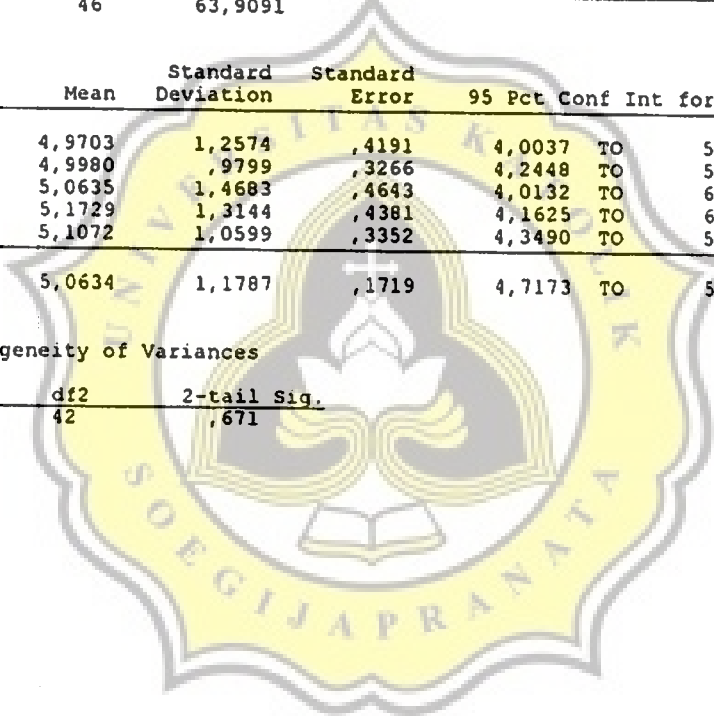 46 63,9091
Standard Standard
Mean Deviation Error 95 Pct Conf Int for
4,9703 1,2574 ,4191 4,0037 TO 5
4,9980 ,9799 ,3266 4,2448 TO 5
5,0635 1,4683 ,4643 4,0132 TO 6
5,1729 1,3144 ,4381 4,1625 TO 6
5,1072 1,0599 ,3352 4,3490 TO 5
5,0634 1,1787 ,1719 4,7173 TO 5
geneity of Variances
df2 2-tail Sig.
42 ,671
UNIVERSITAS KATOLIK
SOEGIJAPRANATA